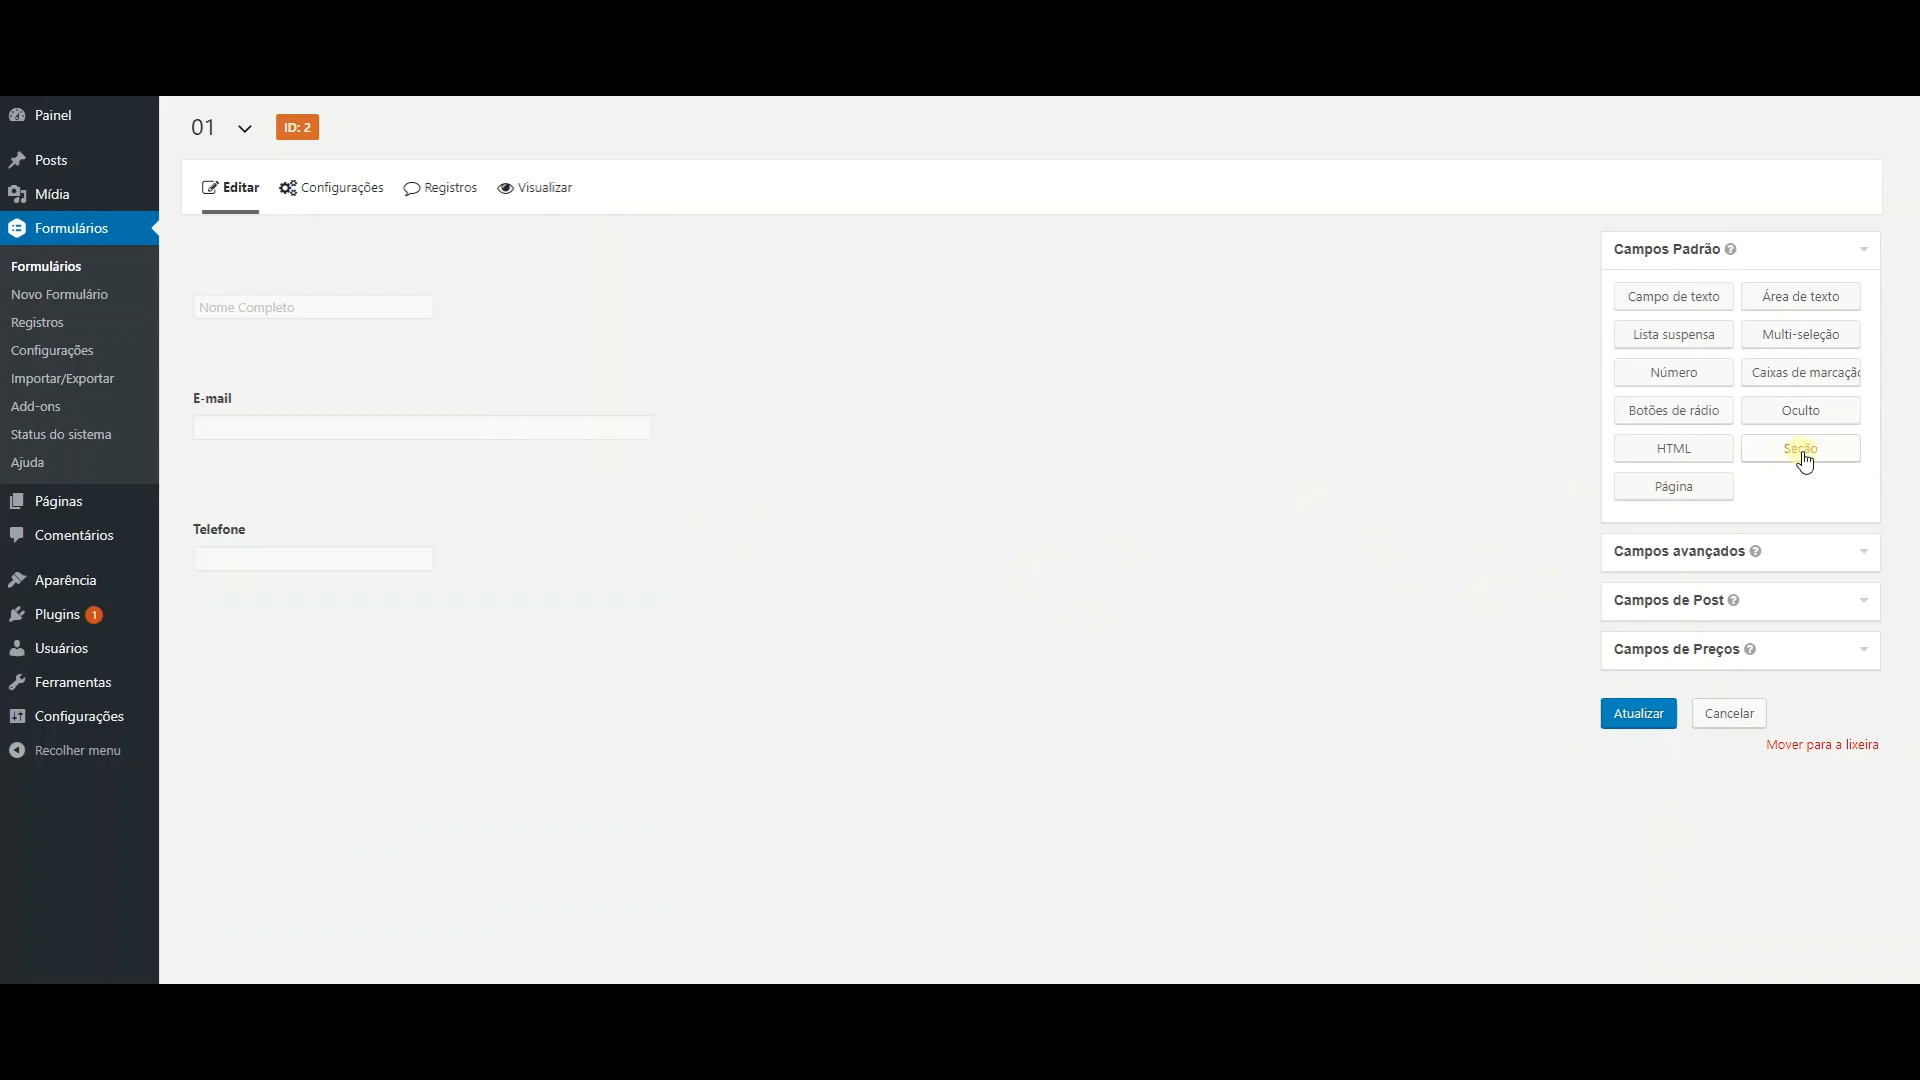 Painel
Posts
Mídia
Formulários
Formulários
Novo Formulário
Registros
Configurações
Importar/Exportar
Add-ons
Status do sistema
Ajuda
Páginas
Comentários
Aparência
Plugins 1
Usuários
Ferramentas
Configurações
Recolher menu
01 ID: 2
Editar Configurações Registros Visualizar
Nome Completo
E-mail
Telefone
Campos Padrão
Campo de texto Área de texto
Lista suspensa Multi-seleção
Número Caixas de marcação
Botões de rádio Oculto
HTML Seção
Página
Campos avançados
Campos de Post
Campos de Preços
Atualizar Cancelar
Mover para a lixeira